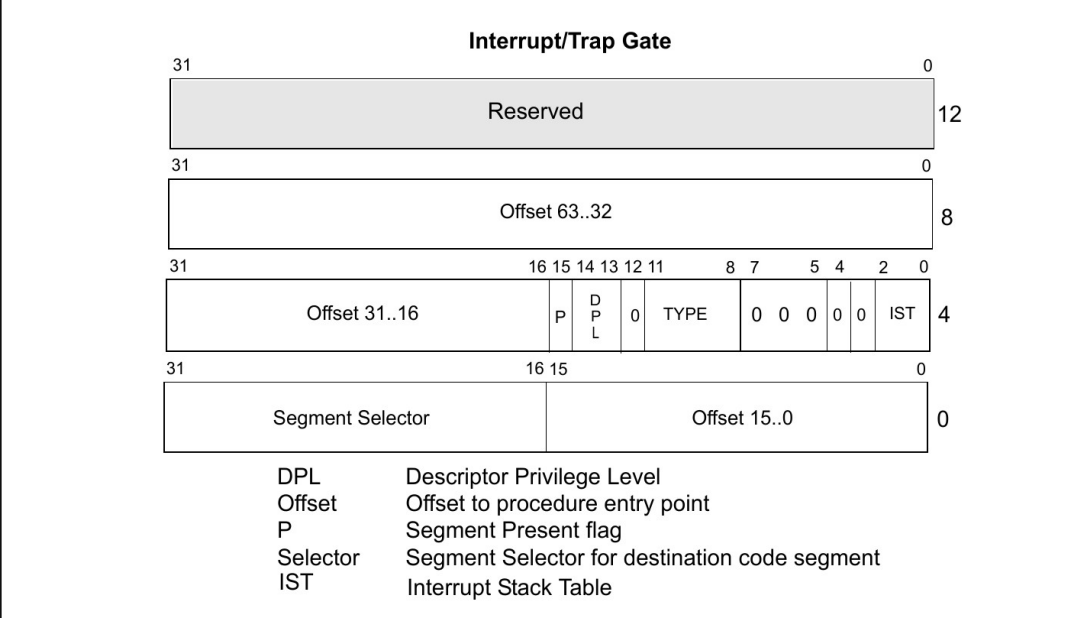 Interrupt/Trap Gate
31 0
Reserved 12
31 0
Offset 63..32 8
31 16 15 14 13 12 11 8 7 5 4 2 0
Offset 31..16 P DPL 0 TYPE 0 0 0 0 0 IST 4
31 16 15 0
Segment Selector Offset 15..0 0
DPL Descriptor Privilege Level
Offset Offset to procedure entry point
P Segment Present flag
Selector Segment Selector for destination code segment
IST Interrupt Stack Table